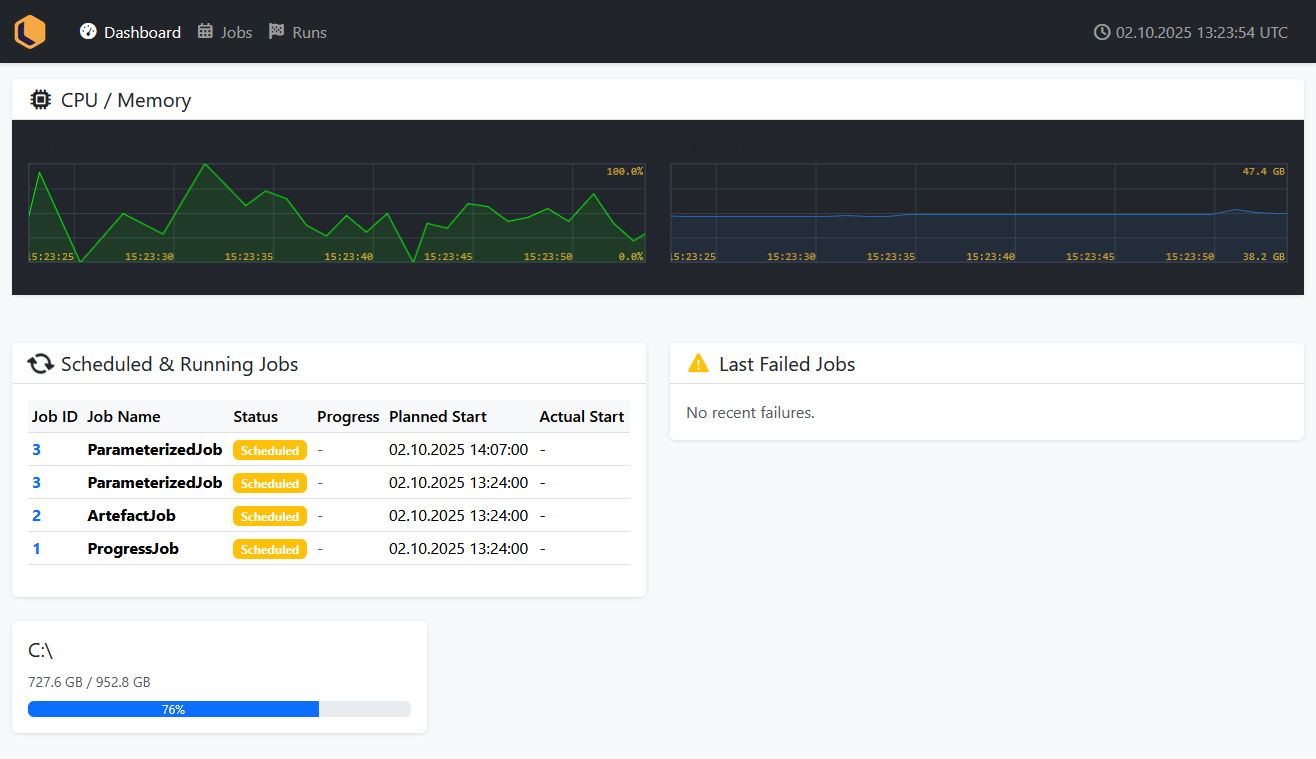 Dashboard Jobs Runs 02.10.2025 13:23:54 UTC
CPU / Memory
100.0%
15:23:25 15:23:30 15:23:35 15:23:40 15:23:45 15:23:50 0.0%
47.4 GB
15:23:25 15:23:30 15:23:35 15:23:40 15:23:45 15:23:50 38.2 GB
Scheduled & Running Jobs
Job ID Job Name Status Progress Planned Start Actual Start
3 ParameterizedJob Scheduled - 02.10.2025 14:07:00 -
3 ParameterizedJob Scheduled - 02.10.2025 13:24:00 -
2 ArtefactJob Scheduled - 02.10.2025 13:24:00 -
1 ProgressJob Scheduled - 02.10.2025 13:24:00 -
Last Failed Jobs
No recent failures.
C:\
727.6 GB / 952.8 GB
76%